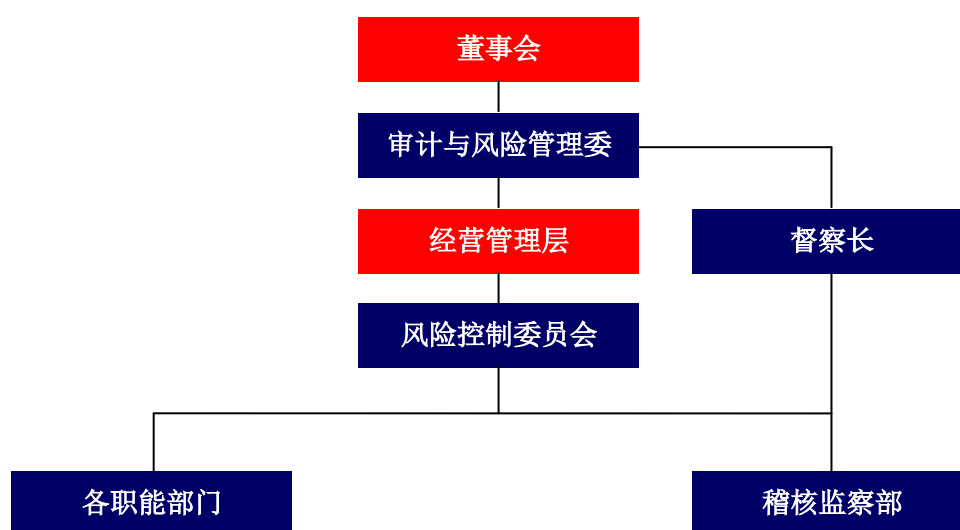 董事会
审计与风险管理委
经营管理层
督察长
风险控制委员会
各职能部门
稽核监察部